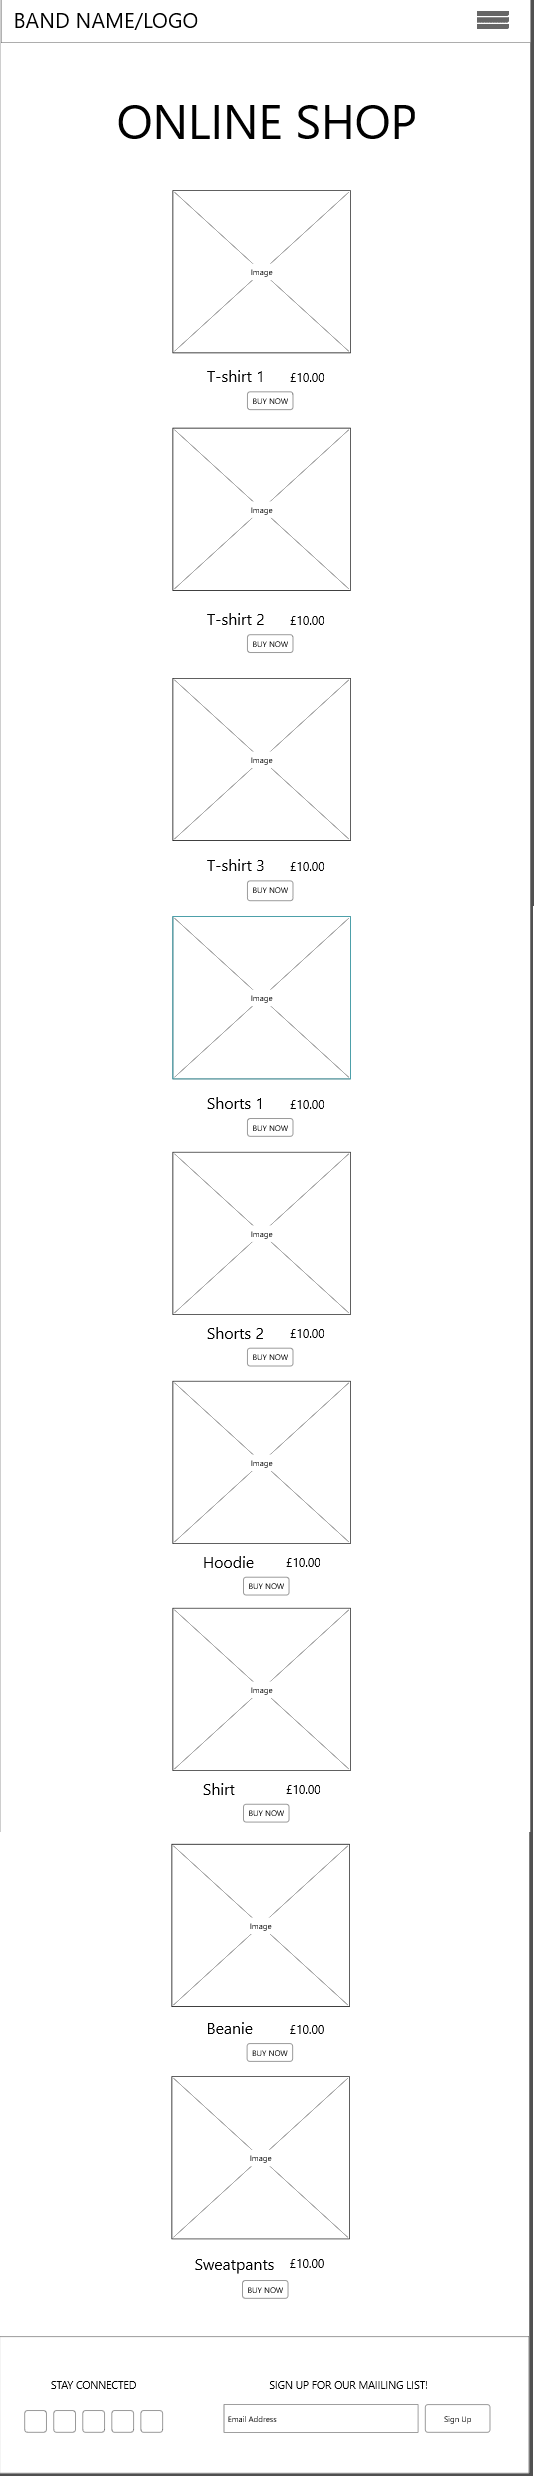 BAND NAME/LOGO
ONLINE SHOP
Image
T-shirt 1 £10.00
BUY NOW
Image
T-shirt 2 £10.00
BUY NOW
Image
T-shirt 3 £10.00
BUY NOW
Image
Shorts 1 £10.00
BUY NOW
Image
Shorts 2 £10.00
BUY NOW
Image
Hoodie £10.00
BUY NOW
Image
Shirt £10.00
BUY NOW
Image
Beanie £10.00
BUY NOW
Image
Sweatpants £10.00
BUY NOW
STAY CONNECTED
SIGN UP FOR OUR MAIILING LIST!
Email Address
Sign Up